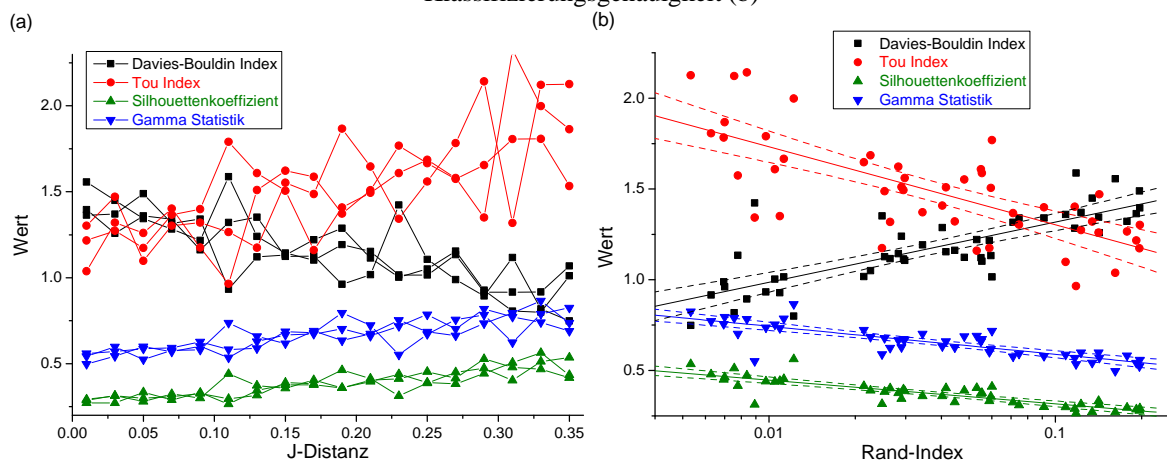 Klassifizierungsgenauigkeit (b)
(a)
Davies-Bouldin Index
Tou Index
Silhouettenkoeffizient
Gamma Statistik
2.0
1.5
1.0
0.5
Wert
0.00 0.05 0.10 0.15 0.20 0.25 0.30 0.35
J-Distanz
(b)
Davies-Bouldin Index
Tou Index
Silhouettenkoeffizient
Gamma Statistik
2.0
1.5
1.0
0.5
Wert
0.01 0.1
Rand-Index